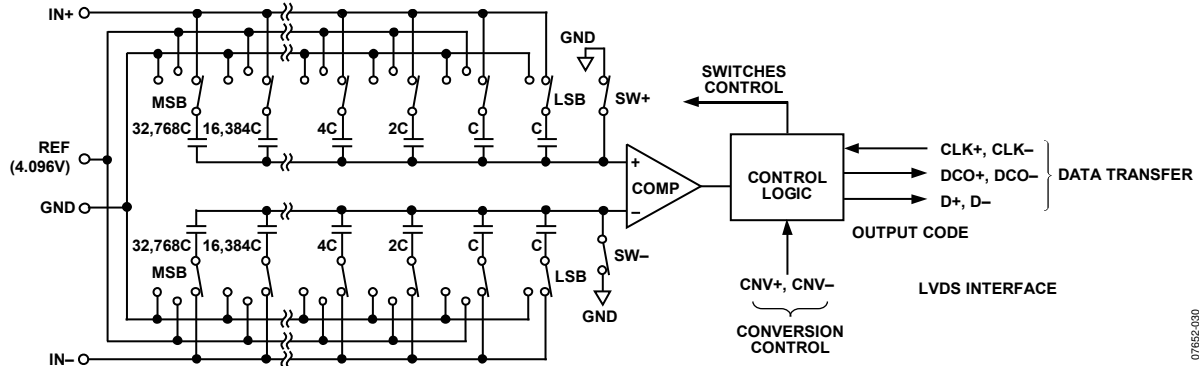 IN+
GND
SWITCHES
CONTROL
MSB
LSB
SW+
32,768C 16,384C 4C 2C C C
REF
(4.096V)
GND
+
COMP
–
CONTROL
LOGIC
CLK+, CLK–
DCO+, DCO–
D+, D–
DATA TRANSFER
OUTPUT CODE
32,768C 16,384C 4C 2C C C
MSB
LSB
SW–
GND
CNV+, CNV–
CONVERSION
CONTROL
LVDS INTERFACE
IN–
07652-030